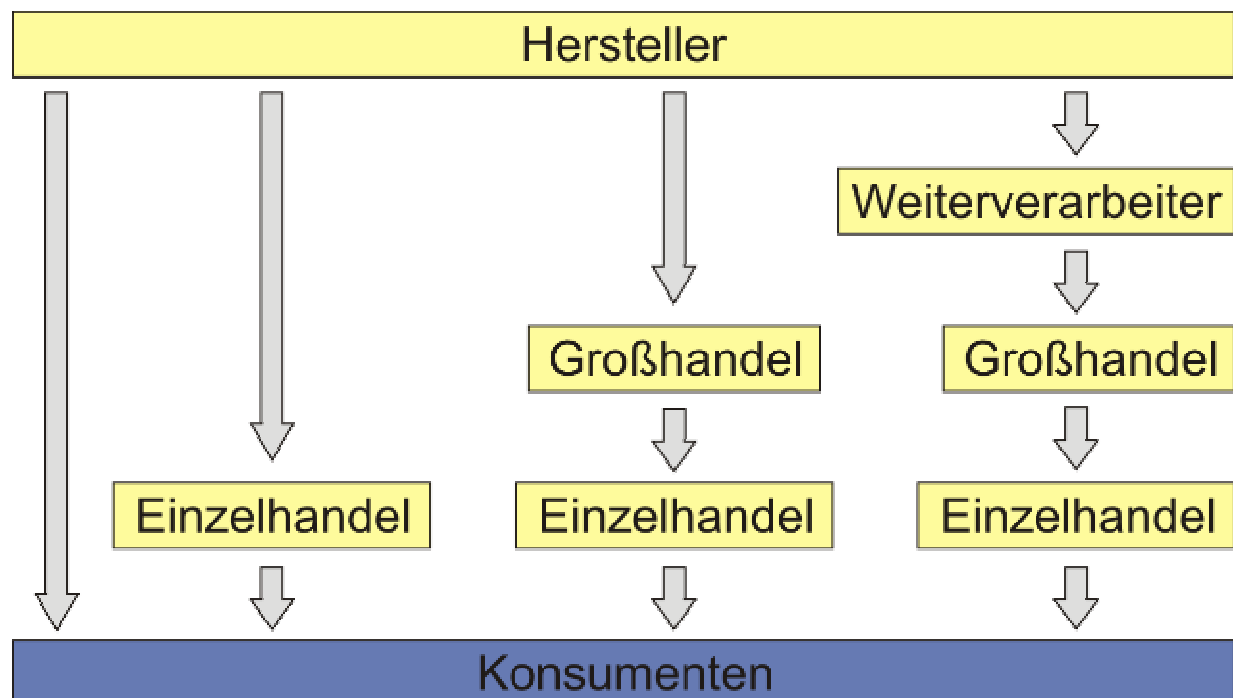 Hersteller
Weiterverarbeiter
Großhandel
Großhandel
Einzelhandel
Einzelhandel
Einzelhandel
Konsumenten